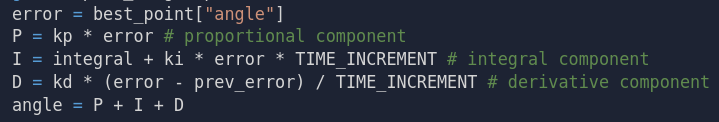 error = best_point["angle"]
P = kp * error # proportional component
I = integral + ki * error * TIME_INCREMENT # integral component
D = kd * (error - prev_error) / TIME_INCREMENT # derivative component
angle = P + I + D